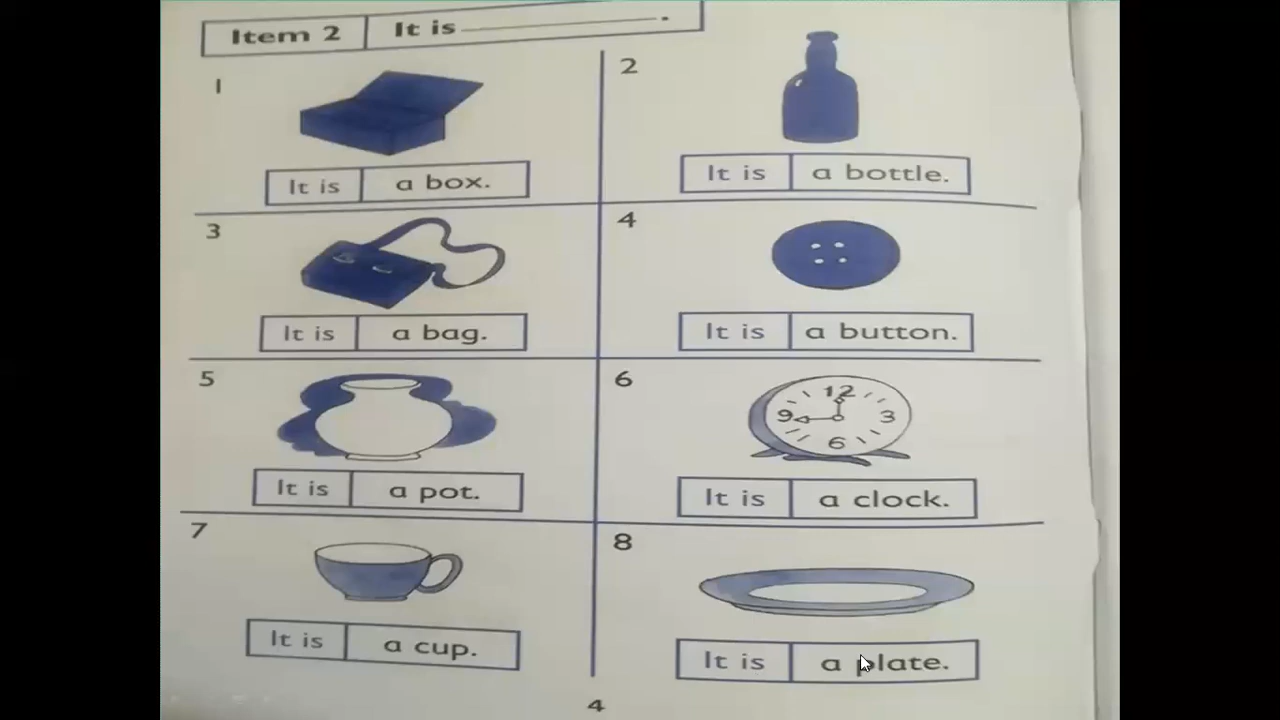 Item 2 It is ____________.
1
It is a box.
2
It is a bottle.
3
It is a bag.
4
It is a button.
5
It is a pot.
6
12
9 3
6
It is a clock.
7
It is a cup.
8
It is a plate.
4